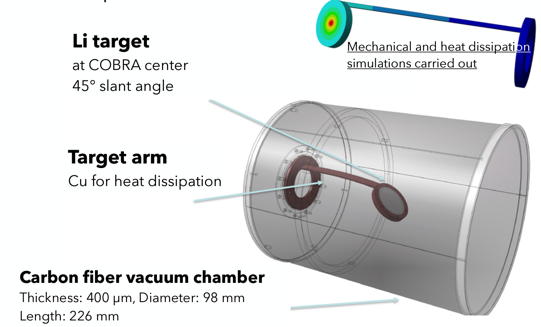 Li target
at COBRA center
45° slant angle
Mechanical and heat dissipation
simulations carried out
Target arm
Cu for heat dissipation
Carbon fiber vacuum chamber
Thickness: 400 μm, Diameter: 98 mm
Length: 226 mm